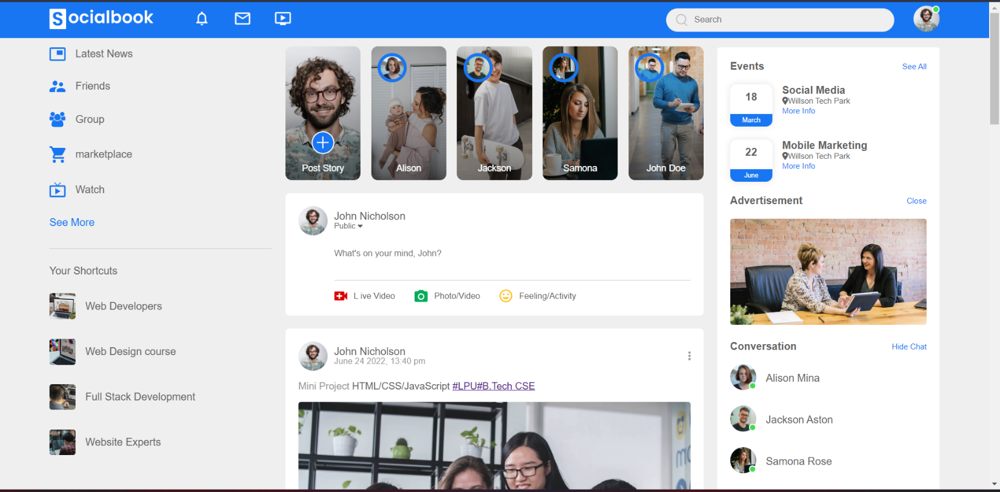 Socialbook
Search
Latest News
Friends
Group
marketplace
Watch
See More
Your Shortcuts
Web Developers
Web Design course
Full Stack Development
Website Experts
Post Story
Alison
Jackson
Samona
John Doe
John Nicholson
Public
What's on your mind, John?
L ive Video
Photo/Video
Feeling/Activity
John Nicholson
June 24 2022, 13:40 pm
Mini Project HTML/CSS/JavaScript #LPU#B.Tech CSE
Events
See All
18
March
Social Media
Willson Tech Park
More Info
22
June
Mobile Marketing
Willson Tech Park
More Info
Advertisement
Close
Conversation
Hide Chat
Alison Mina
Jackson Aston
Samona Rose